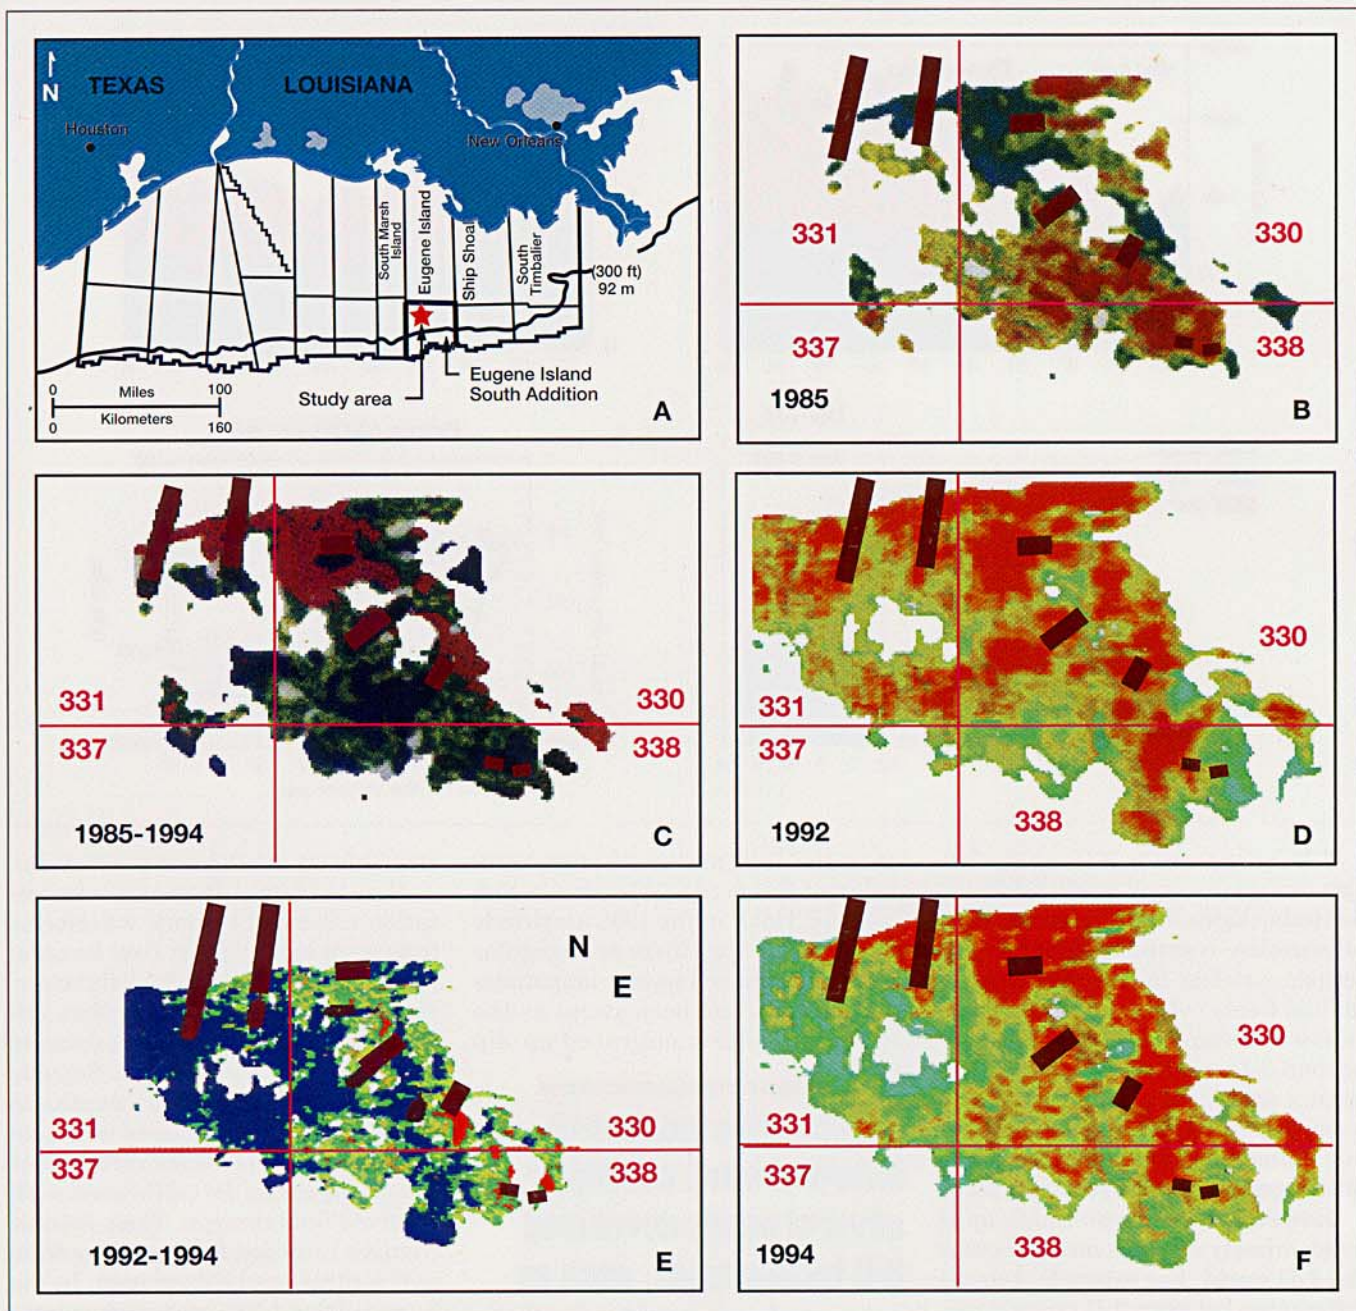 N
TEXAS
LOUISIANA
Houston
New Orleans
South Marsh
Island
Eugene Island
Ship Shoal
South
Timbalier
(300 ft)
92 m
0
Miles
100
Kilometers
0
160
Study area
Eugene Island
South Addition
A
331
330
337
338
1985
B
331
330
337
338
1985-1994
C
330
331
337
338
D
1992
N
E
331
330
337
338
1992-1994
E
330
331
337
338
1994
F